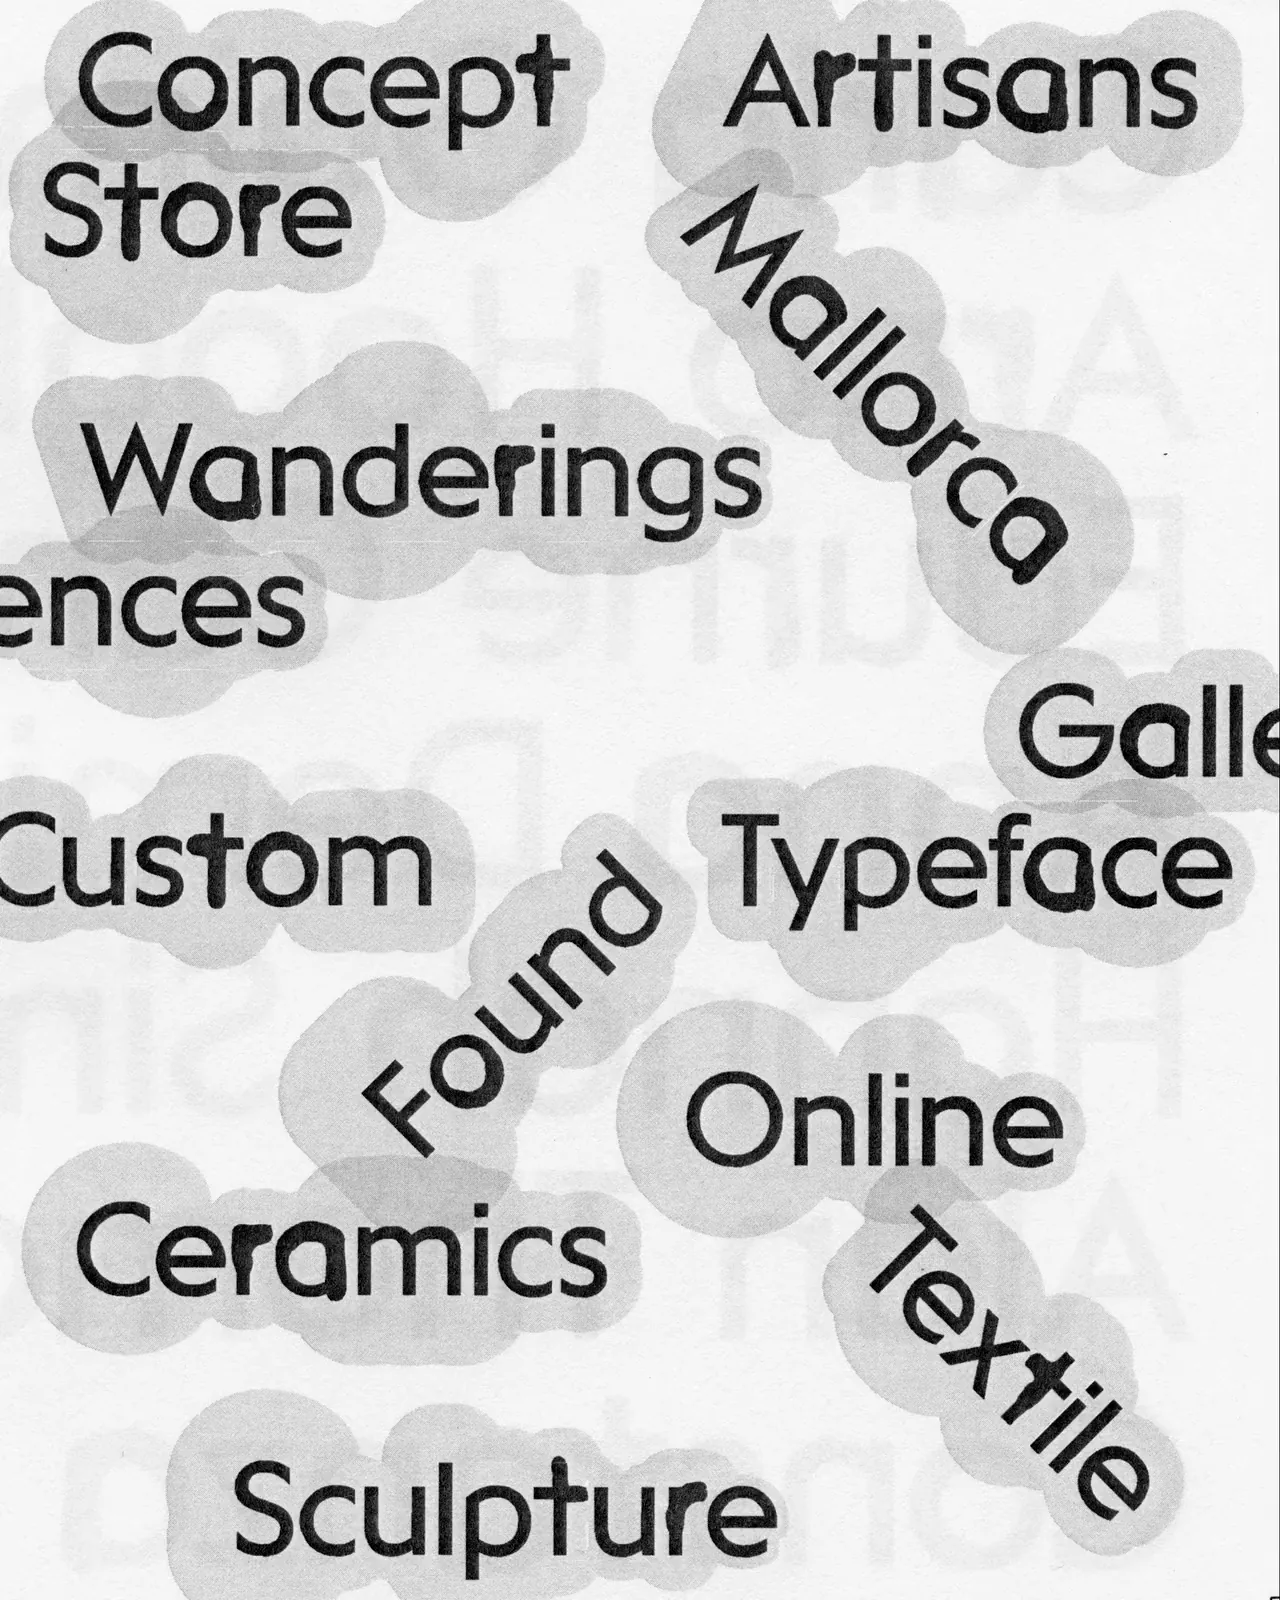 Concept
Store
Artisans
Mallorca
Wanderings
ences
Galle
Custom
Found
Typeface
Online
Ceramics
Textile
Sculpture